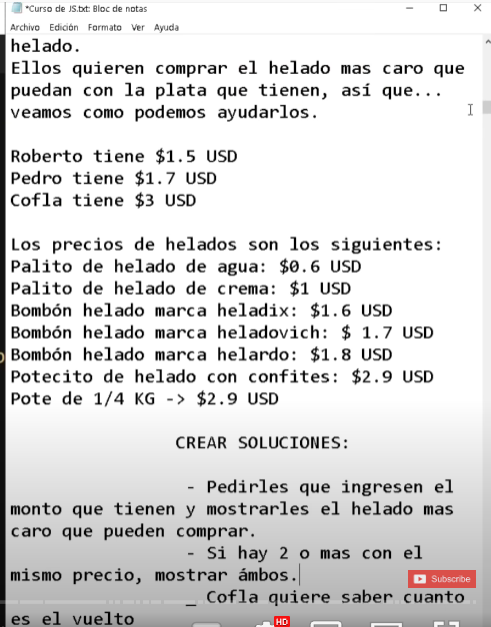 *Curso de JS.txt: Bloc de notas
Archivo Edición Formato Ver Ayuda
helado.
Ellos quieren comprar el helado mas caro que
puedan con la plata que tienen, así que...
veamos como podemos ayudarlos.
Roberto tiene $1.5 USD
Pedro tiene $1.7 USD
Cofla tiene $3 USD
Los precios de helados son los siguientes:
Palito de helado de agua: $0.6 USD
Palito de helado de crema: $1 USD
Bombón helado marca heladix: $1.6 USD
Bombón helado marca heladovich: $ 1.7 USD
Bombón helado marca helardo: $1.8 USD
Potecito de helado con confites: $2.9 USD
Pote de 1/4 KG -> $2.9 USD
CREAR SOLUCIONES:
- Pedirles que ingresen el
monto que tienen y mostrarles el helado mas
caro que pueden comprar.
- Si hay 2 o mas con el
mismo precio, mostrar ámbos.
Subscribe
_ Cofla quiere saber cuanto
es el vuelto
HD